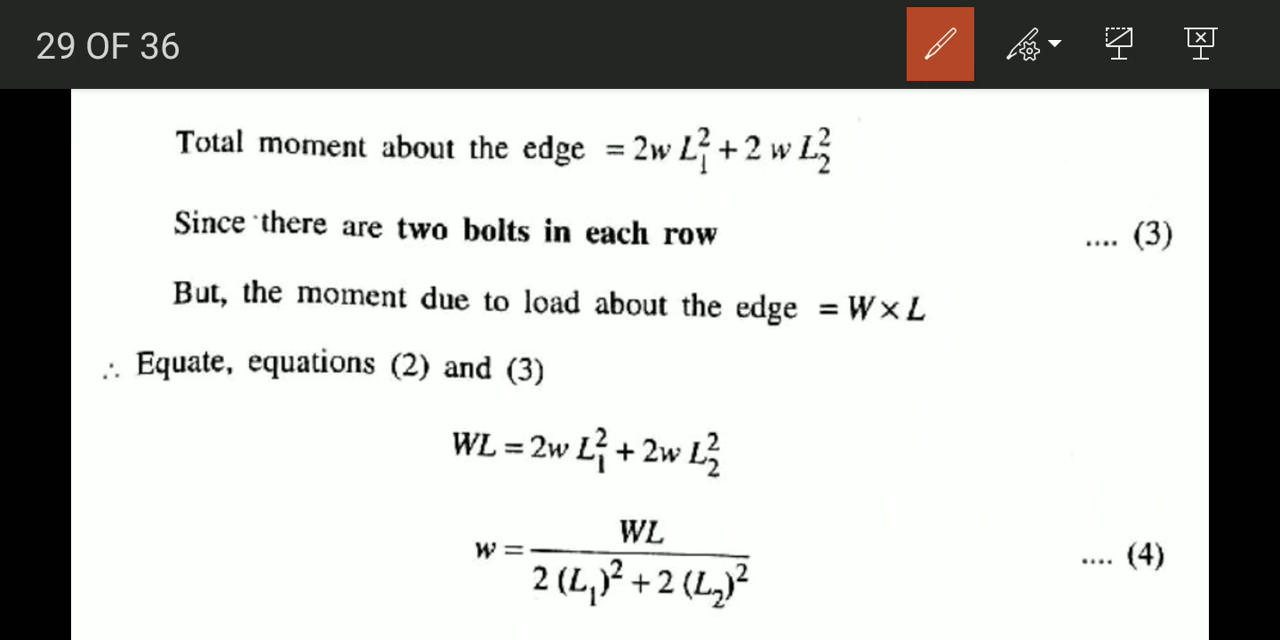 29 OF 36
Total moment about the edge = 2w L₁² + 2 w L₂²
Since there are two bolts in each row .... (3)
But, the moment due to load about the edge = W × L
∴ Equate, equations (2) and (3)
WL = 2w L₁² + 2w L₂²
w = WL / 2 (L₁)² + 2 (L₂)² .... (4)